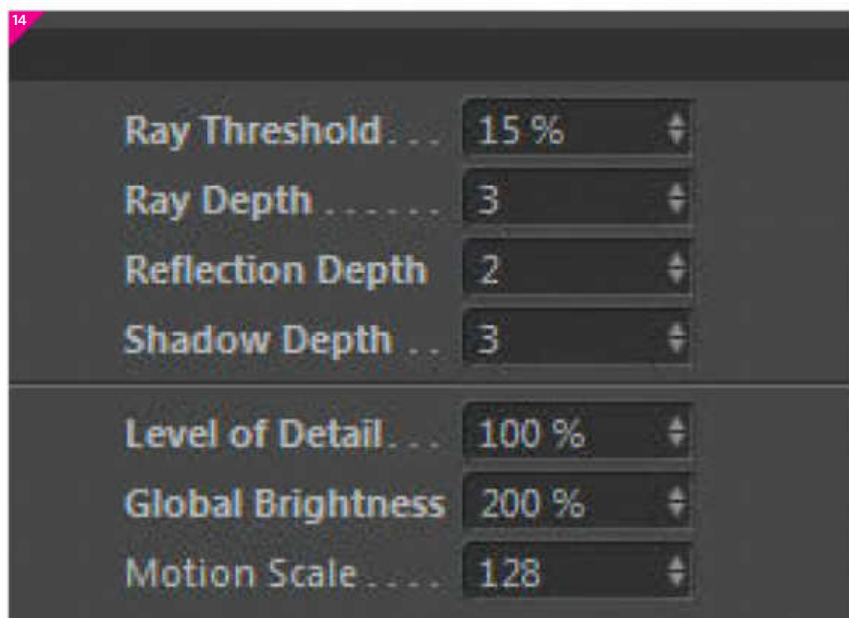 14
Ray Threshold . . . 15 %
Ray Depth . . . . . . 3
Reflection Depth 2
Shadow Depth . . 3
Level of Detail . . . 100 %
Global Brightness 200 %
Motion Scale . . . . 128